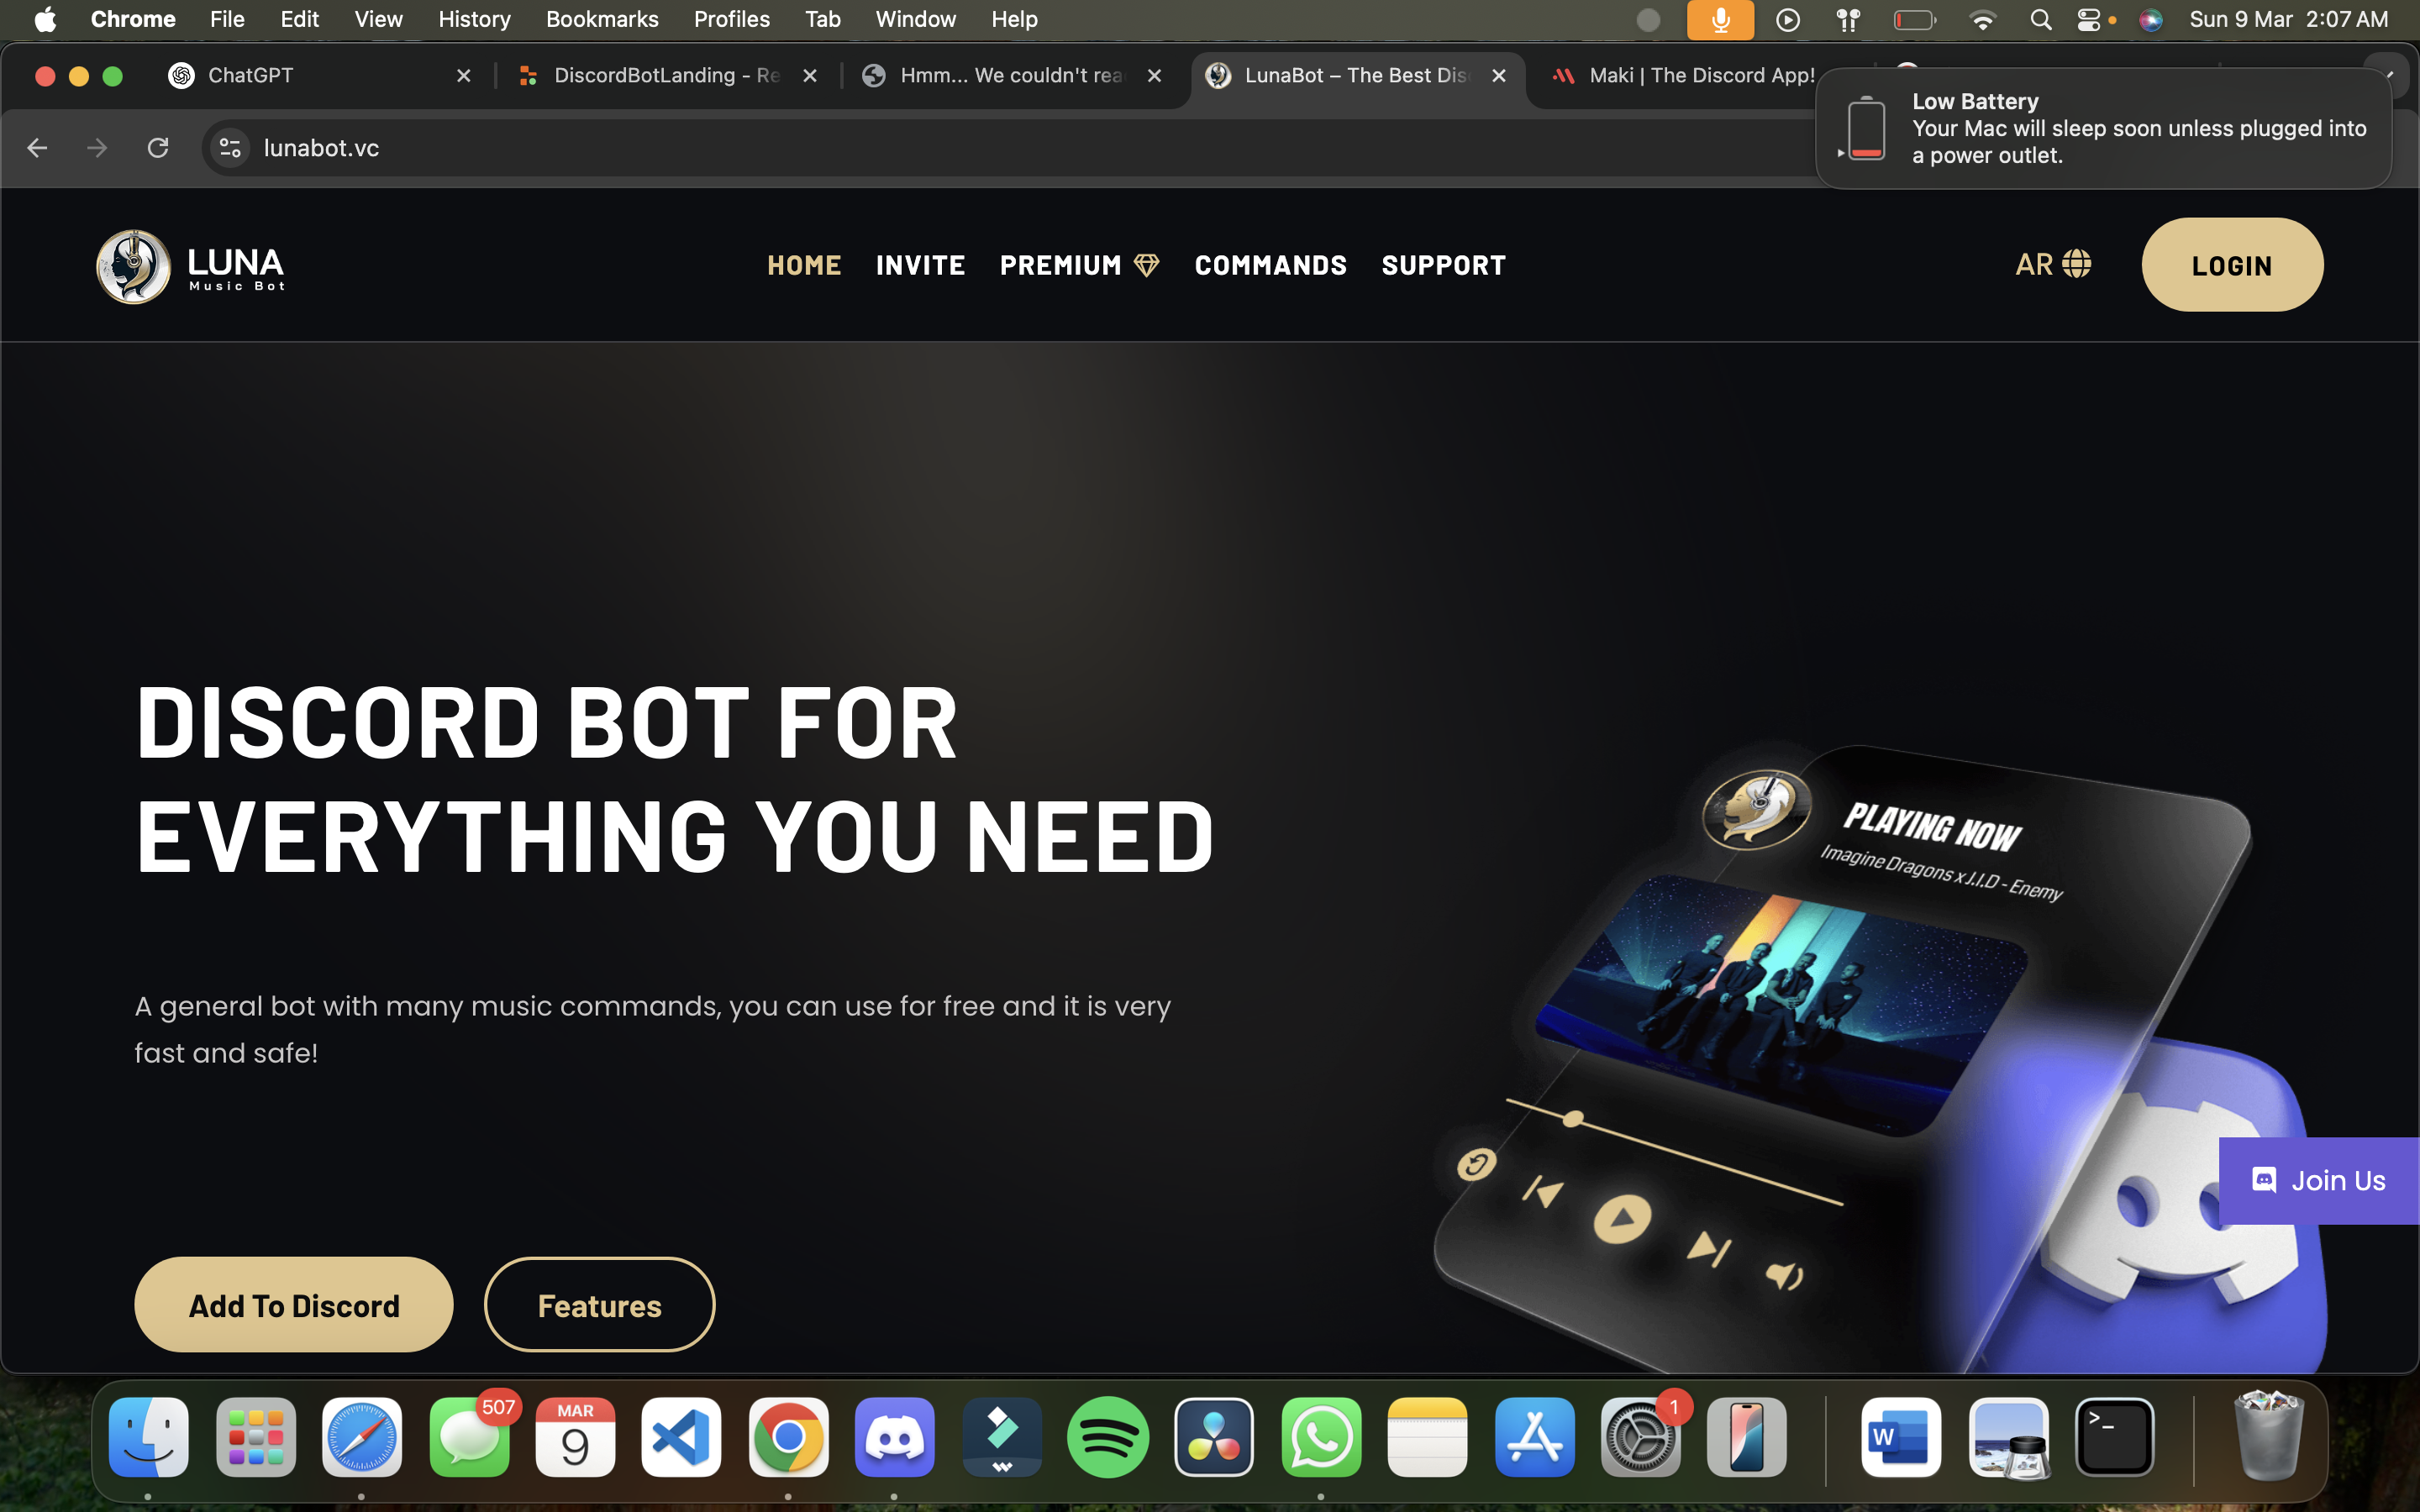 Chrome File Edit View History Bookmarks Profiles Tab Window Help Sun 9 Mar 2:07 AM
ChatGPT DiscordBotLanding - Re Hmm... We couldn't rea LunaBot – The Best Dis Maki | The Discord App!
Low Battery
Your Mac will sleep soon unless plugged into
a power outlet.
lunabot.vc
LUNA
Music Bot
HOME INVITE PREMIUM COMMANDS SUPPORT AR LOGIN
DISCORD BOT FOR
EVERYTHING YOU NEED
A general bot with many music commands, you can use for free and it is very
fast and safe!
Add To Discord Features
PLAYING NOW
Imagine Dragons x J.I.D - Enemy
Join Us
507
MAR
9
1
W
>_